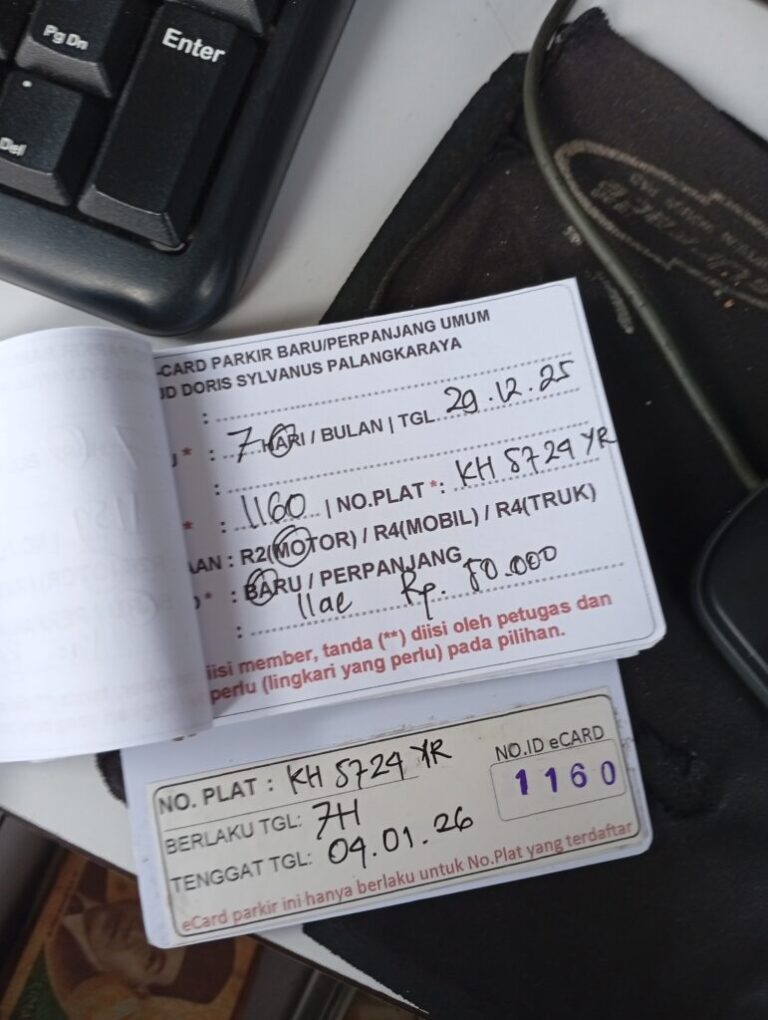 Pg Dn
Enter
Del
-CARD PARKIR BARU/PERPANJANG UMUM
D DORIS SYLVANUS PALANGKARAYA
:
* : 7 HARI / BULAN | TGL 29.12.25
:
* : 1160 | NO.PLAT *: KH 5724 YR
AN : R2(MOTOR) / R4(MOBIL) / R4(TRUK)
* : BARU / PERPANJANG
: Rp. 50.000
iisi member, tanda (**) diisi oleh petugas dan
perlu (lingkari yang perlu) pada pilihan.
NO. PLAT : KH 5724 YR
NO.ID eCARD
1160
BERLAKU TGL: 7H
TENGGAT TGL: 04.01.26
eCard parkir ini hanya berlaku untuk No.Plat yang terdaftar